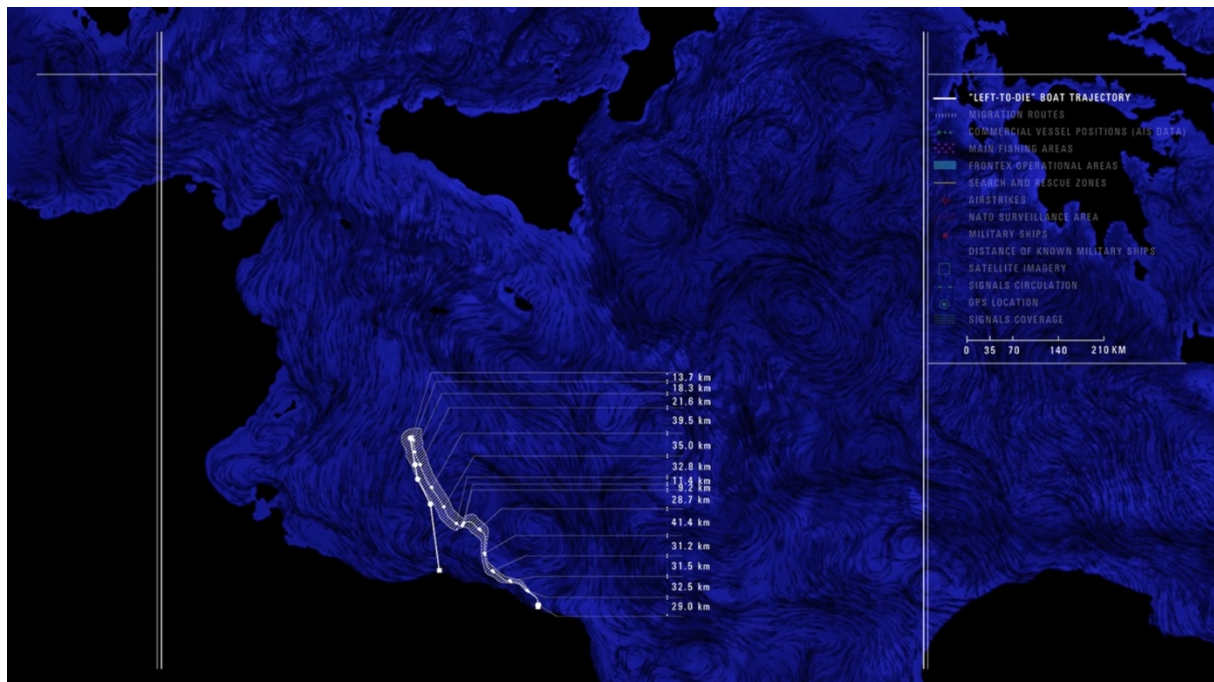 "LEFT-TO-DIE" BOAT TRAJECTORY
MIGRATION ROUTES
COMMERCIAL VESSEL POSITIONS (AIS DATA)
MAIN FISHING AREAS
FRONTEX OPERATIONAL AREAS
SEARCH AND RESCUE ZONES
AIRSTRIKES
NATO SURVEILLANCE AREA
MILITARY SHIPS
DISTANCE OF KNOWN MILITARY SHIPS
SATELLITE IMAGERY
SIGNALS CIRCULATION
GPS LOCATION
SIGNALS COVERAGE
0 35 70 140 210 KM
13.7 km
18.3 km
21.6 km
39.5 km
35.0 km
32.8 km
11.4 km
9.2 km
28.7 km
41.4 km
31.2 km
31.5 km
32.5 km
29.0 km